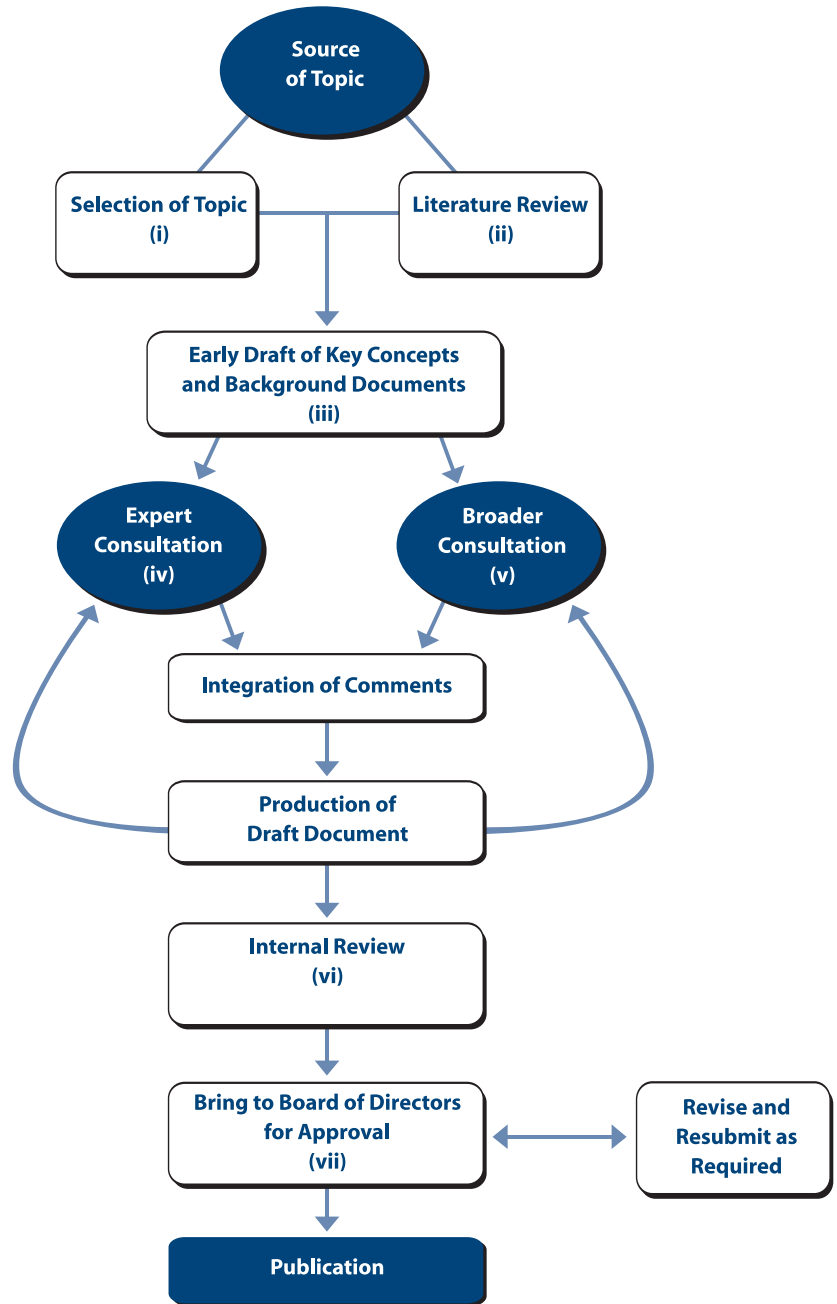 Source
of Topic
Selection of Topic
(i)
Literature Review
(ii)
Early Draft of Key Concepts
and Background Documents
(iii)
Expert
Consultation
(iv)
Broader
Consultation
(v)
Integration of Comments
Production of
Draft Document
Internal Review
(vi)
Bring to Board of Directors
for Approval
(vii)
Revise and
Resubmit as
Required
Publication